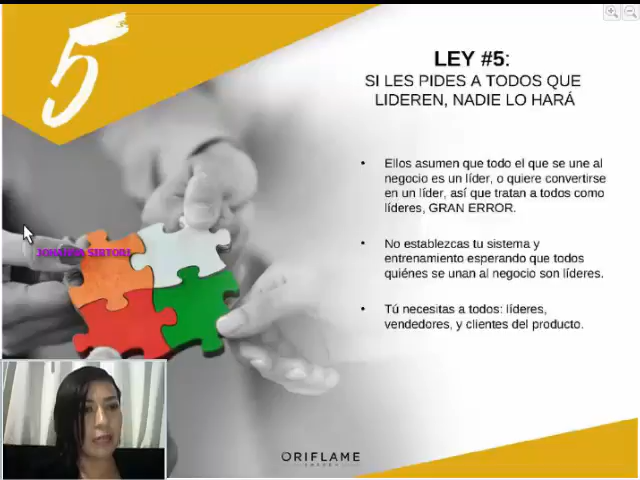 5
LEY #5:
SI LES PIDES A TODOS QUE
LIDEREN, NADIE LO HARÁ
• Ellos asumen que todo el que se une al
negocio es un líder, o quiere convertirse
en un líder, así que tratan a todos como
líderes, GRAN ERROR.
• No establezcas tu sistema y
entrenamiento esperando que todos
quiénes se unan al negocio son líderes.
• Tú necesitas a todos: líderes,
vendedores, y clientes del producto.
ORIFLAME
SWEDEN